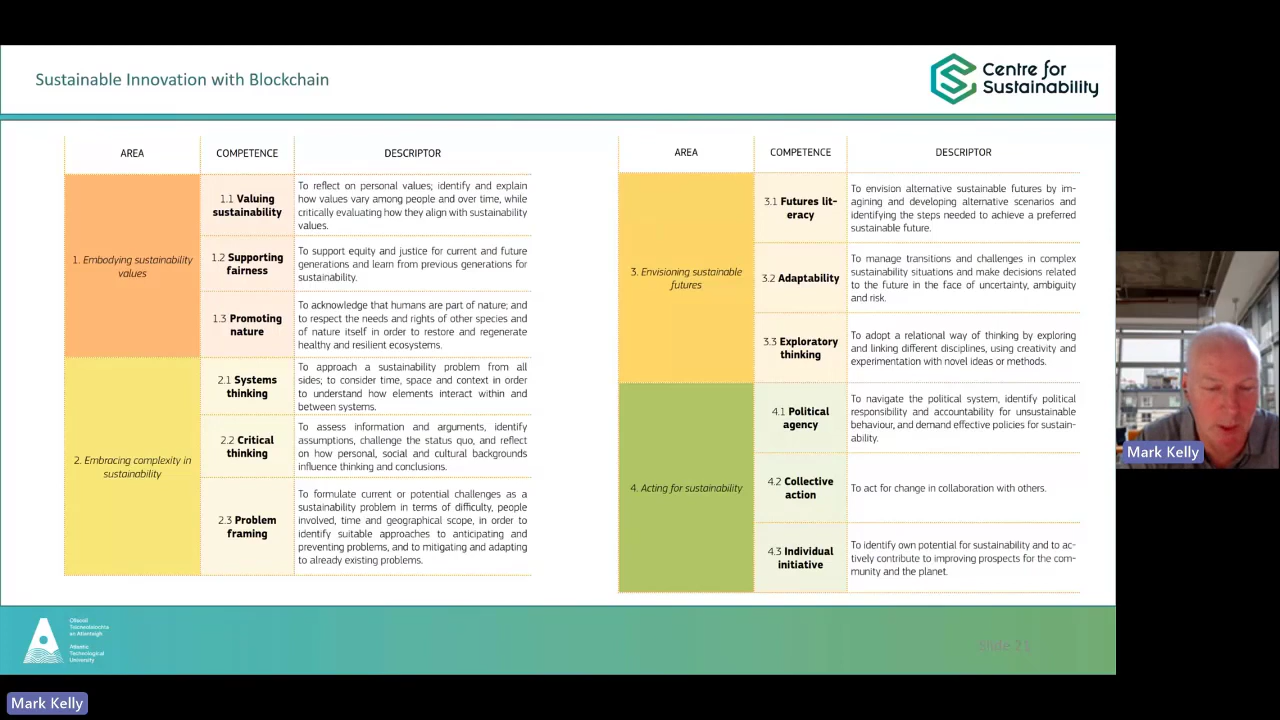 Sustainable Innovation with Blockchain
Centre for
Sustainability
AREA
COMPETENCE
DESCRIPTOR
1. Embodying sustainability
values
1.1 Valuing
sustainability
To reflect on personal values; identify and explain
how values vary among people and over time, while
critically evaluating how they align with sustainability
values.
1.2 Supporting
fairness
To support equity and justice for current and future
generations and learn from previous generations for
sustainability.
1.3 Promoting
nature
To acknowledge that humans are part of nature; and
to respect the needs and rights of other species and
of nature itself in order to restore and regenerate
healthy and resilient ecosystems.
2. Embracing complexity in
sustainability
2.1 Systems
thinking
To approach a sustainability problem from all
sides; to consider time, space and context in order
to understand how elements interact within and
between systems.
2.2 Critical
thinking
To assess information and arguments, identify
assumptions, challenge the status quo, and reflect
on how personal, social and cultural backgrounds
influence thinking and conclusions.
2.3 Problem
framing
To formulate current or potential challenges as a
sustainability problem in terms of difficulty, people
involved, time and geographical scope, in order to
identify suitable approaches to anticipating and
preventing problems, and to mitigating and adapting
to already existing problems.
AREA
COMPETENCE
DESCRIPTOR
3. Envisioning sustainable
futures
3.1 Futures lit-
eracy
To envision alternative sustainable futures by im-
agining and developing alternative scenarios and
identifying the steps needed to achieve a preferred
sustainable future.
3.2 Adaptability
To manage transitions and challenges in complex
sustainability situations and make decisions related
to the future in the face of uncertainty, ambiguity
and risk.
3.3 Exploratory
thinking
To adopt a relational way of thinking by exploring
and linking different disciplines, using creativity and
experimentation with novel ideas or methods.
4. Acting for sustainability
4.1 Political
agency
To navigate the political system, identify political
responsibility and accountability for unsustainable
behaviour, and demand effective policies for sustain-
ability.
4.2 Collective
action
To act for change in collaboration with others.
4.3 Individual
initiative
To identify own potential for sustainability and to ac-
tively contribute to improving prospects for the com-
munity and the planet.
Mark Kelly
Ollscoil
Teicneolaíochta
an Atlantaigh
Atlantic
Technological
University
Slide 21
Mark Kelly